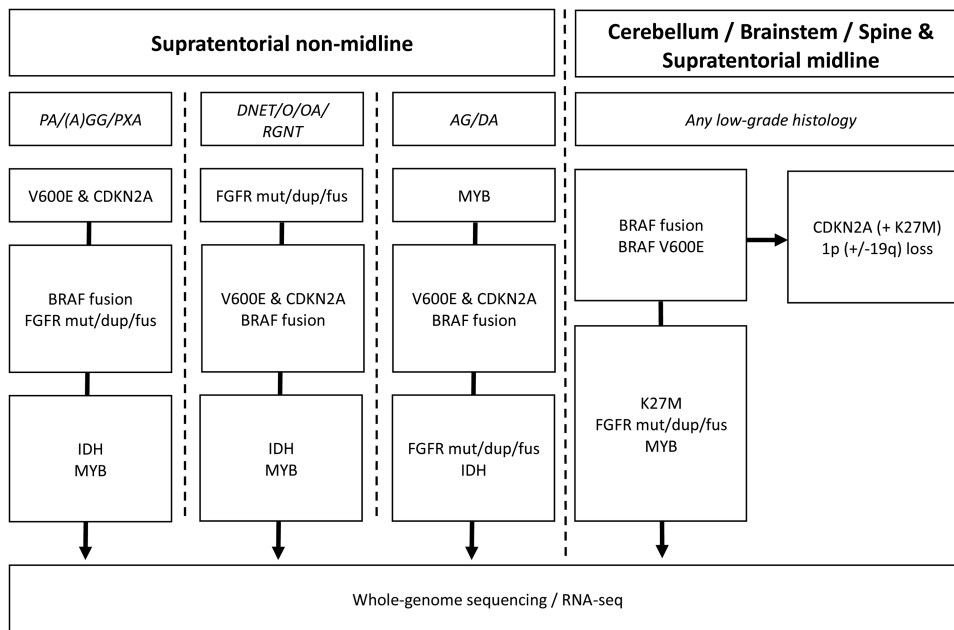 Supratentorial non-midline
Cerebellum / Brainstem / Spine &
Supratentorial midline
PA/(A)GG/PXA
DNET/O/OA/
RGNT
AG/DA
Any low-grade histology
V600E & CDKN2A
BRAF fusion
FGFR mut/dup/fus
IDH
MYB
FGFR mut/dup/fus
V600E & CDKN2A
BRAF fusion
IDH
MYB
MYB
V600E & CDKN2A
BRAF fusion
FGFR mut/dup/fus
IDH
BRAF fusion
BRAF V600E
CDKN2A (+ K27M)
1p (+/-19q) loss
K27M
FGFR mut/dup/fus
MYB
Whole-genome sequencing / RNA-seq